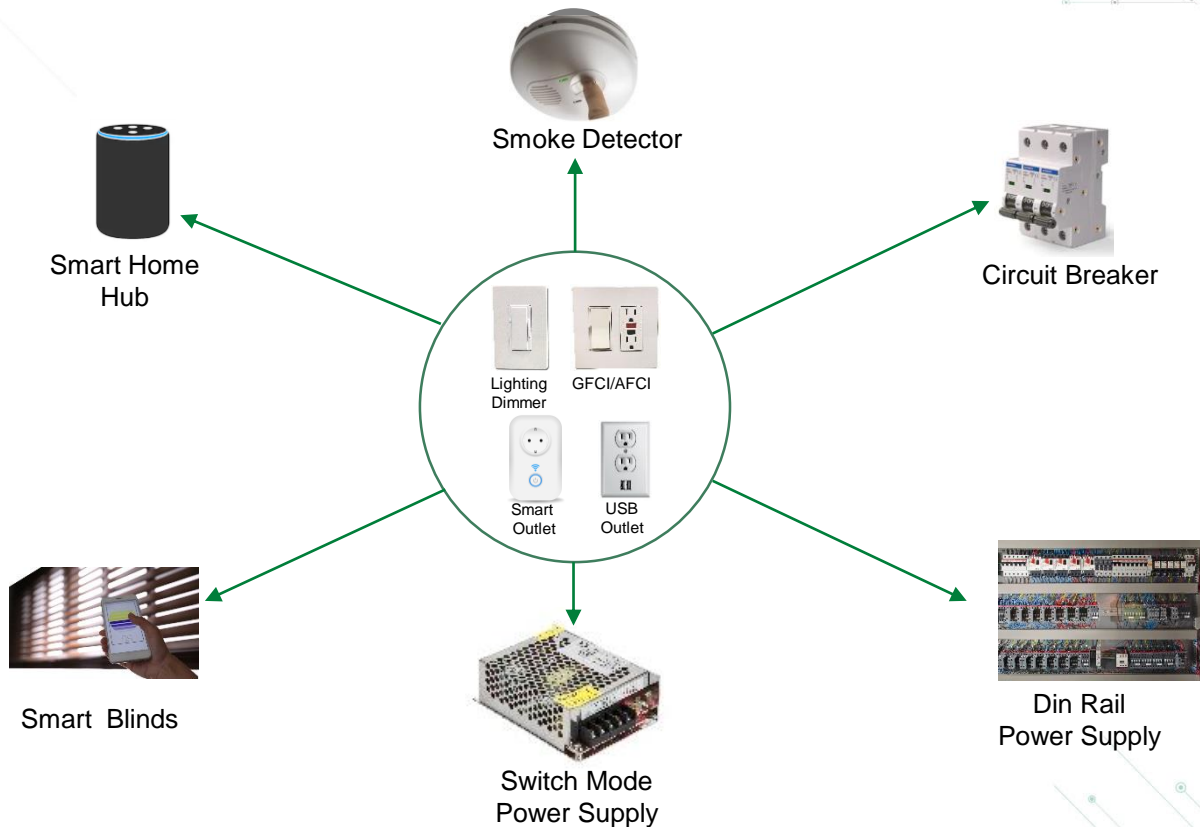 Smoke Detector
Smart Home
Hub
Circuit Breaker
Lighting
Dimmer
GFCI/AFCI
Smart
Outlet
USB
Outlet
Smart Blinds
Din Rail
Power Supply
Switch Mode
Power Supply